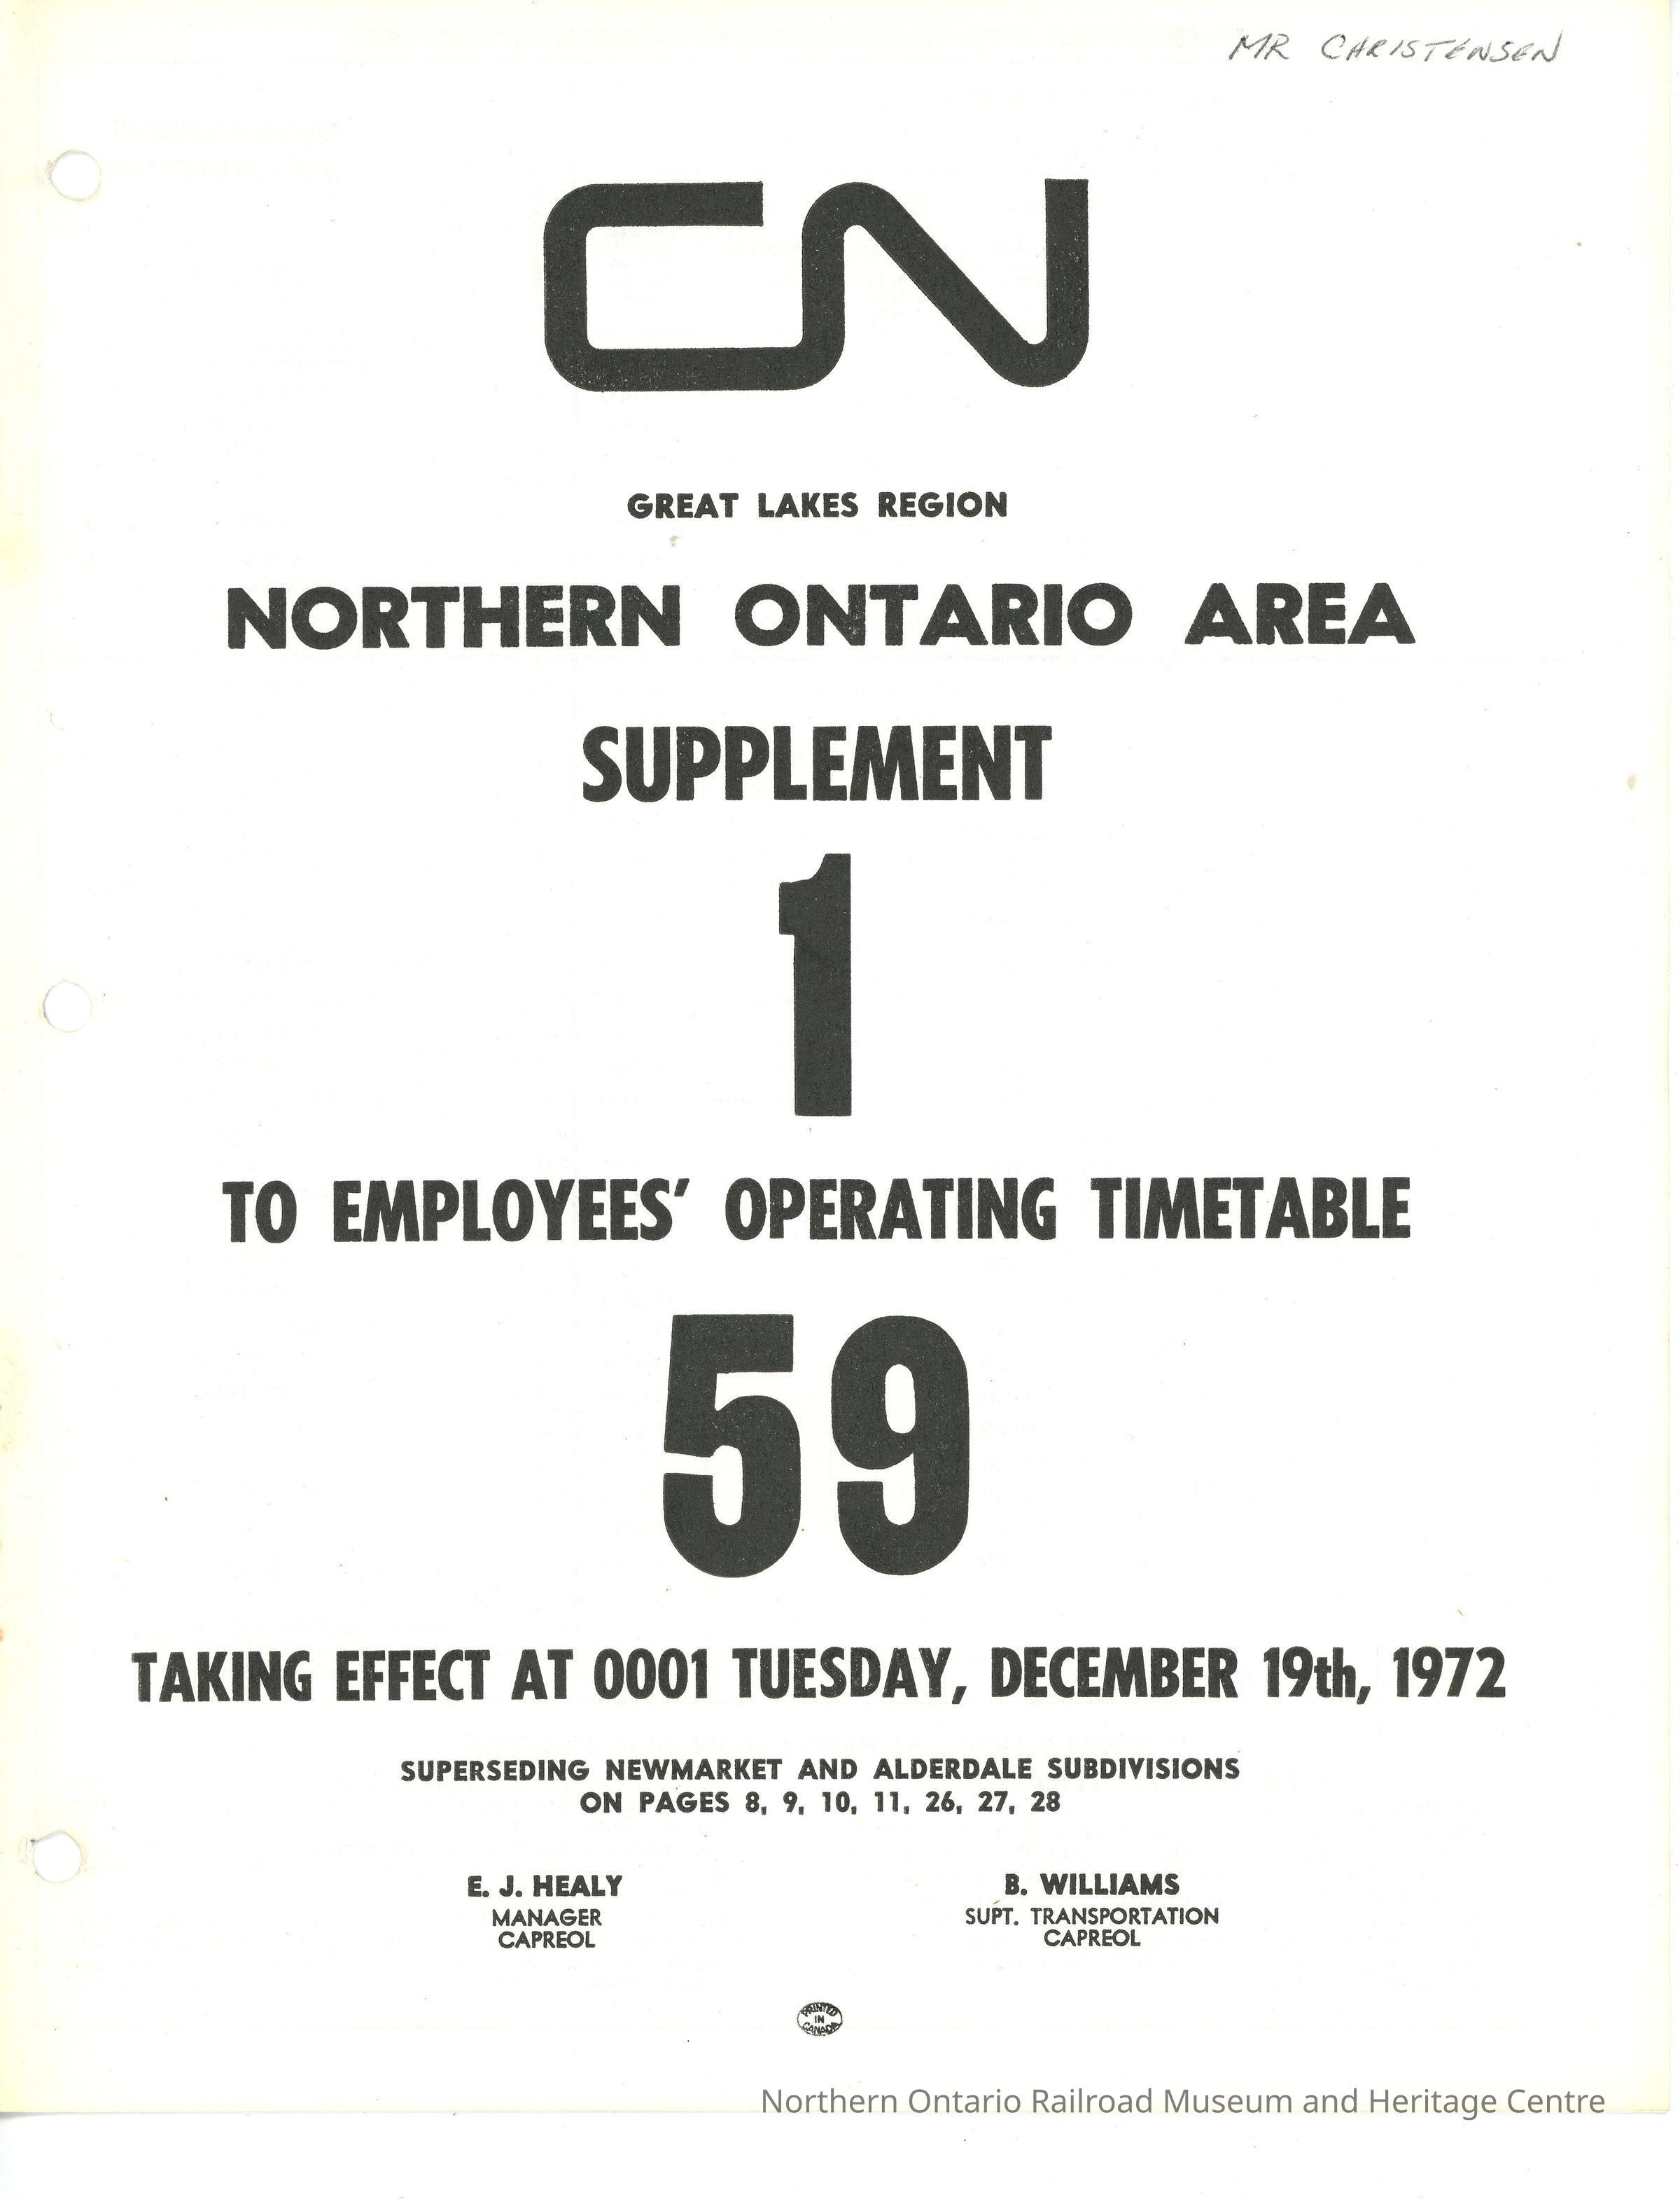 MR CHRISTENSEN
CN
GREAT LAKES REGION
NORTHERN ONTARIO AREA
SUPPLEMENT
1
TO EMPLOYEES' OPERATING TIMETABLE
59
TAKING EFFECT AT 0001 TUESDAY, DECEMBER 19th, 1972
SUPERSEDING NEWMARKET AND ALDERDALE SUBDIVISIONS
ON PAGES 8, 9, 10, 11, 26, 27, 28
E. J. HEALY
MANAGER
CAPREOL
B. WILLIAMS
SUPT. TRANSPORTATION
CAPREOL
PRINTED
IN
CANADA
Northern Ontario Railroad Museum and Heritage Centre